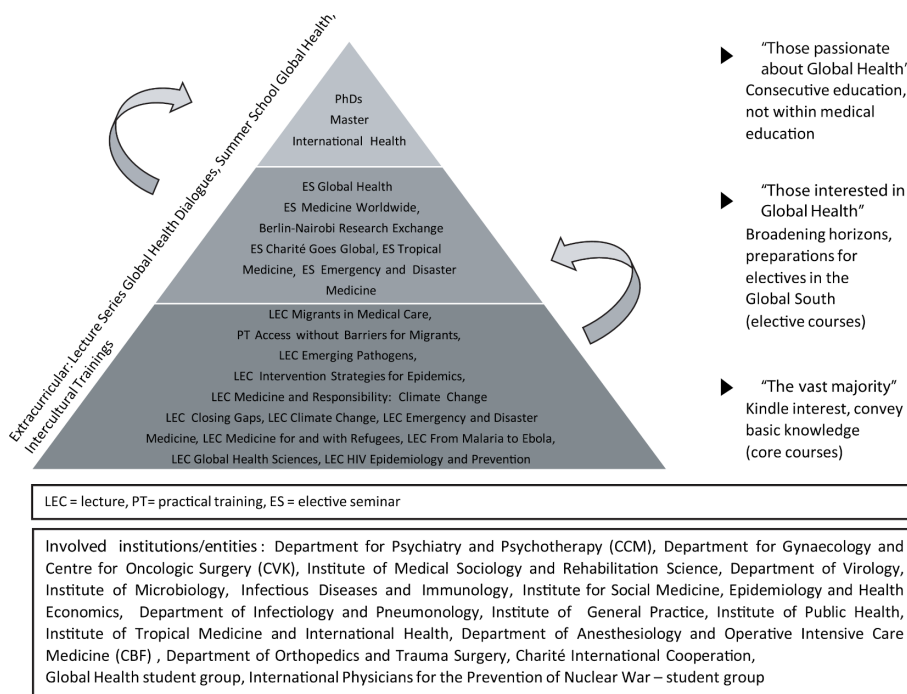 Extracurricular: Lecture Series Global Health Dialogues, Summer School Global Health,
Intercultural Trainings
PhDs
Master
International Health
ES Global Health
ES Medicine Worldwide,
Berlin-Nairobi Research Exchange
ES Charité Goes Global, ES Tropical
Medicine, ES Emergency and Disaster
Medicine
LEC Migrants in Medical Care,
PT Access without Barriers for Migrants,
LEC Emerging Pathogens,
LEC Intervention Strategies for Epidemics,
LEC Medicine and Responsibility: Climate Change
LEC Closing Gaps, LEC Climate Change, LEC Emergency and Disaster
Medicine, LEC Medicine for and with Refugees, LEC From Malaria to Ebola,
LEC Global Health Sciences, LEC HIV Epidemiology and Prevention
"Those passionate
about Global Health"
Consecutive education,
not within medical
education
"Those interested in
Global Health"
Broadening horizons,
preparations for
electives in the
Global South
(elective courses)
"The vast majority"
Kindle interest, convey
basic knowledge
(core courses)
LEC = lecture, PT= practical training, ES = elective seminar
Involved institutions/entities : Department for Psychiatry and Psychotherapy (CCM), Department for Gynaecology and
Centre for Oncologic Surgery (CVK), Institute of Medical Sociology and Rehabilitation Science, Department of Virology,
Institute of Microbiology, Infectious Diseases and Immunology, Institute for Social Medicine, Epidemiology and Health
Economics, Department of Infectiology and Pneumonology, Institute of General Practice, Institute of Public Health,
Institute of Tropical Medicine and International Health, Department of Anesthesiology and Operative Intensive Care
Medicine (CBF) , Department of Orthopedics and Trauma Surgery, Charité International Cooperation,
Global Health student group, International Physicians for the Prevention of Nuclear War – student group